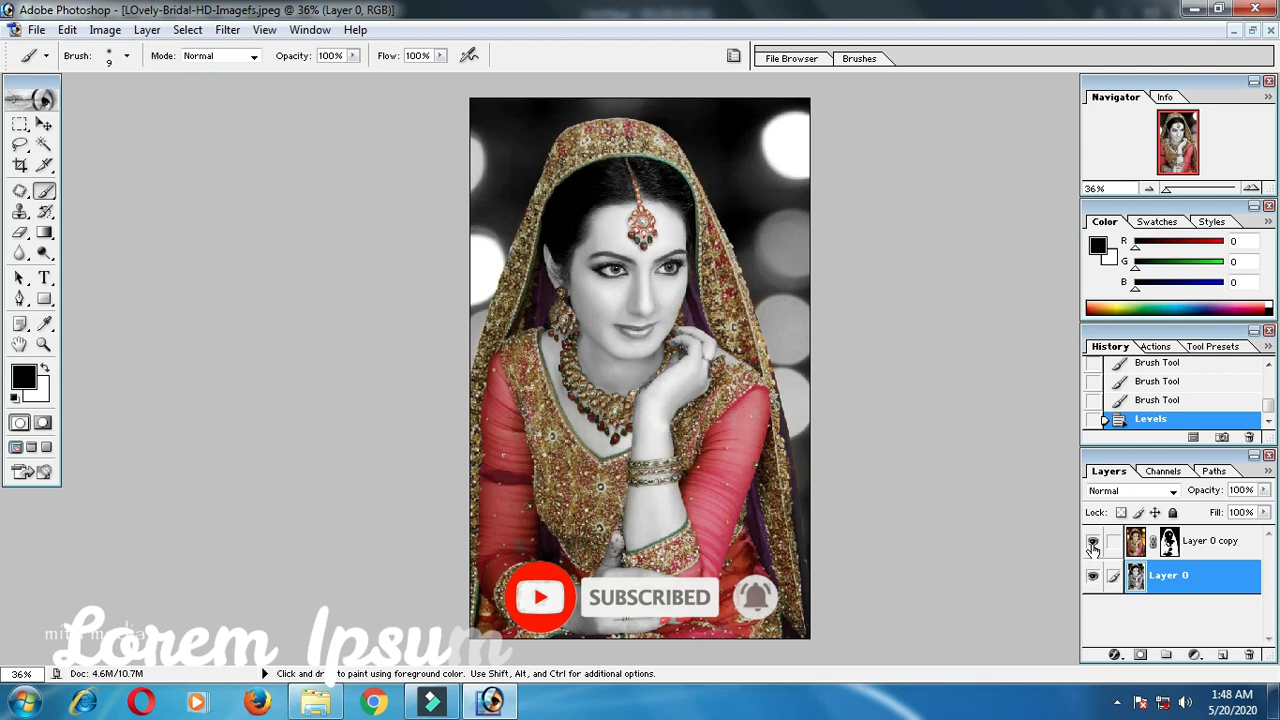 Adobe Photoshop - [LOvely-Bridal-HD-Imagefs.jpeg @ 36% (Layer 0, RGB)]
File Edit Image Layer Select Filter View Window Help
Brush: 9 Mode: Normal Opacity: 100% Flow: 100% File Browser Brushes
Navigator Info
36%
Color Swatches Styles
R 0
G 0
B 0
History Actions Tool Presets
Brush Tool
Brush Tool
Brush Tool
Levels
Layers Channels Paths
Normal Opacity: 100%
Lock: Fill: 100%
Layer 0 copy
Layer 0
SUBSCRIBED
Lorem Ipsum
36% Doc: 4.6M/10.7M Click and drag to paint using foreground color. Use Shift, Alt, and Ctrl for additional options.
1:48 AM
5/20/2020